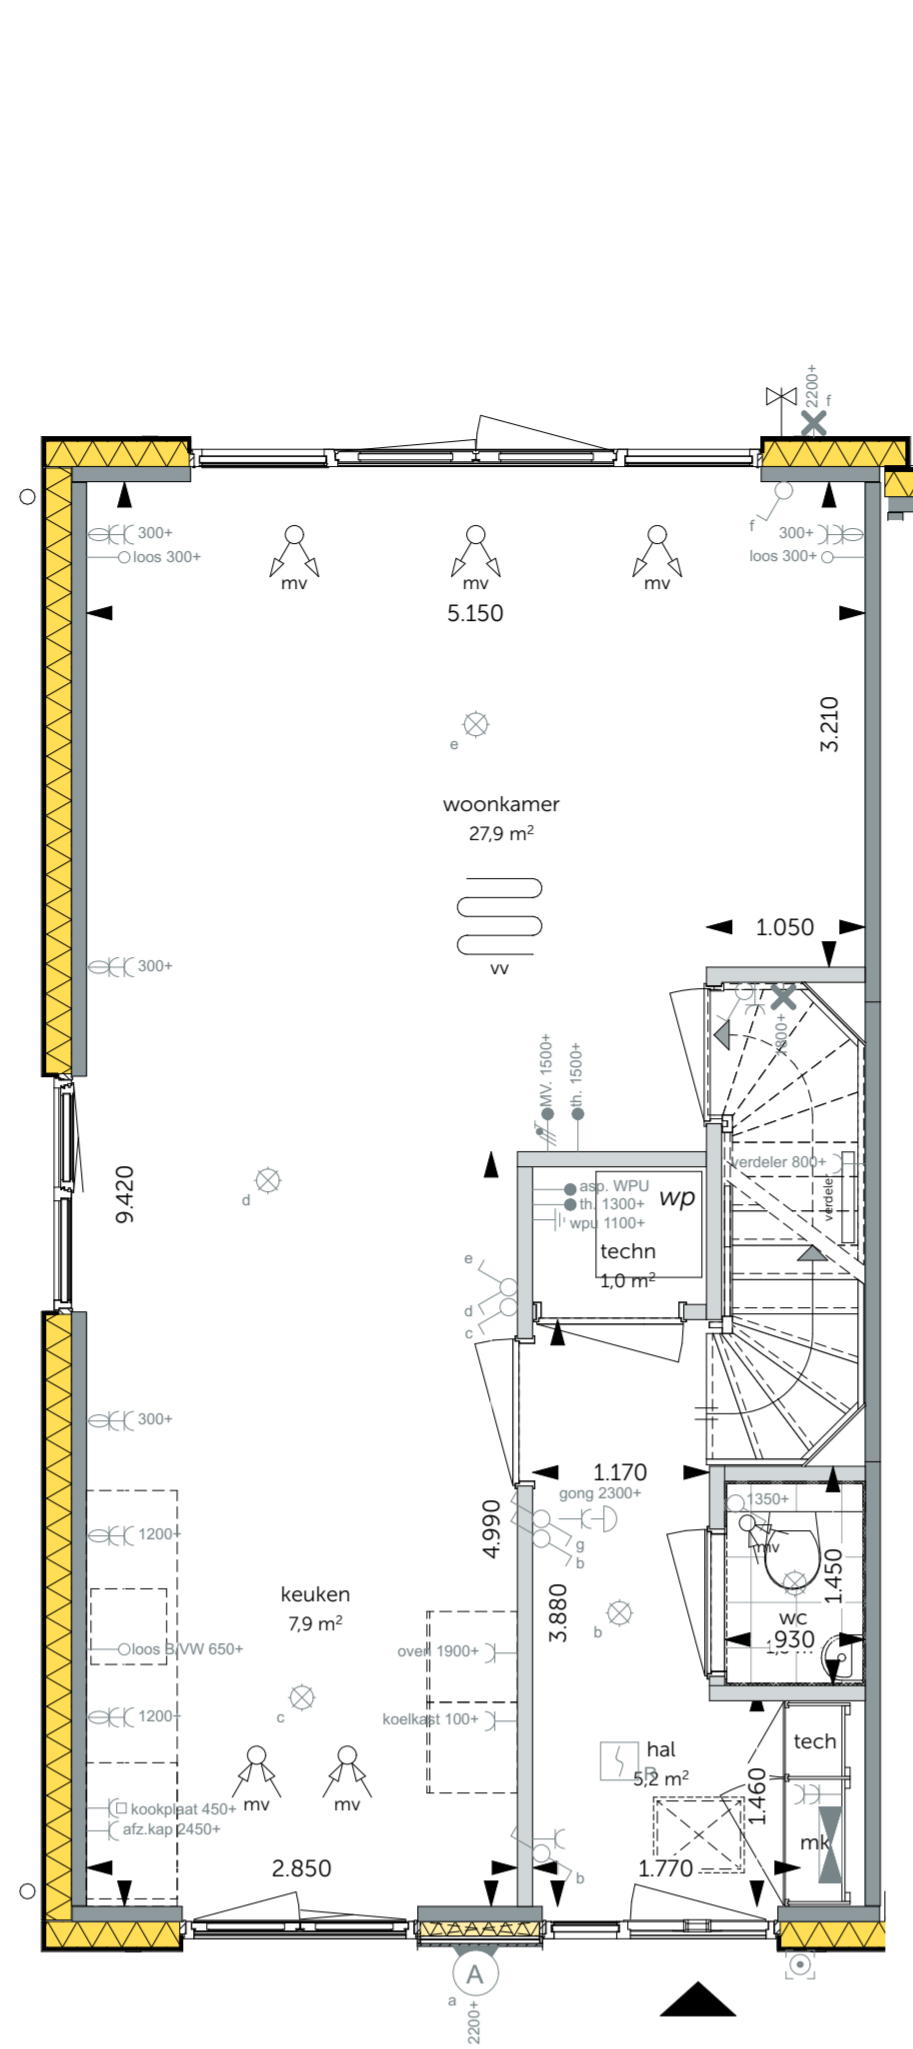 2200+
f
f
300+
loos 300+
300+
loos 300+
mv
mv
mv
5.150
3.210
e
woonkamer
27,9 m²
vv
1.050
300+
1800+
MV. 1500+
th. 1500+
verdeler 800+
verdeler
9.420
d
asp. WPU
th. 1300+
wpu 1100+
wp
techn
1,0 m²
e
d
c
300+
1.170
gong 2300+
1350+
1200+
4.990
g
b
mv
1.450
keuken
7,9 m²
3.880
b
wc
930
loos B/VW 650+
oven 1900+
1200+
c
koelkast 100+
hal
5,2 m²
R
tech
mv
mv
1.460
kookplaat 450+
afz.kap 2450+
mk
2.850
1.770
b
A
a
2200+